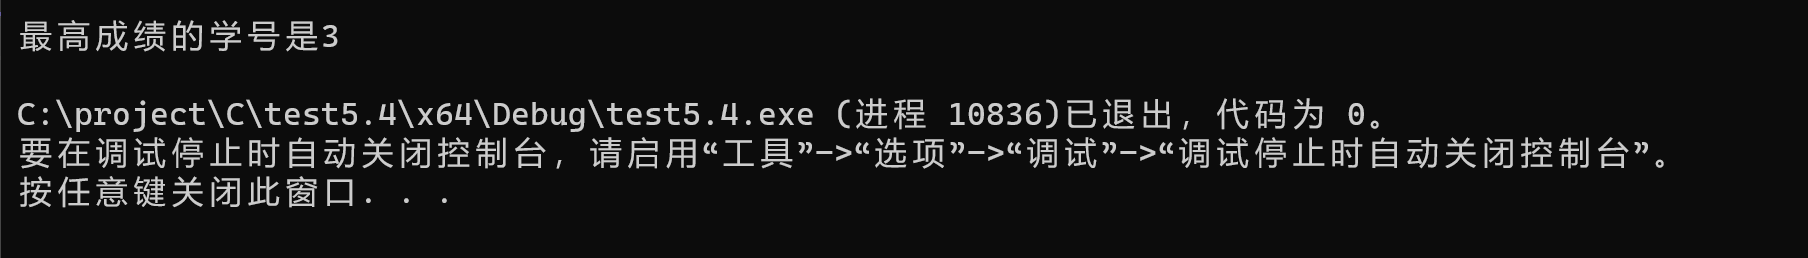 最高成绩的学号是3
C:\project\C\test5.4\x64\Debug\test5.4.exe (进程 10836)已退出，代码为 0。
要在调试停止时自动关闭控制台，请启用“工具”->“选项”->“调试”->“调试停止时自动关闭控制台”。
按任意键关闭此窗口. . .